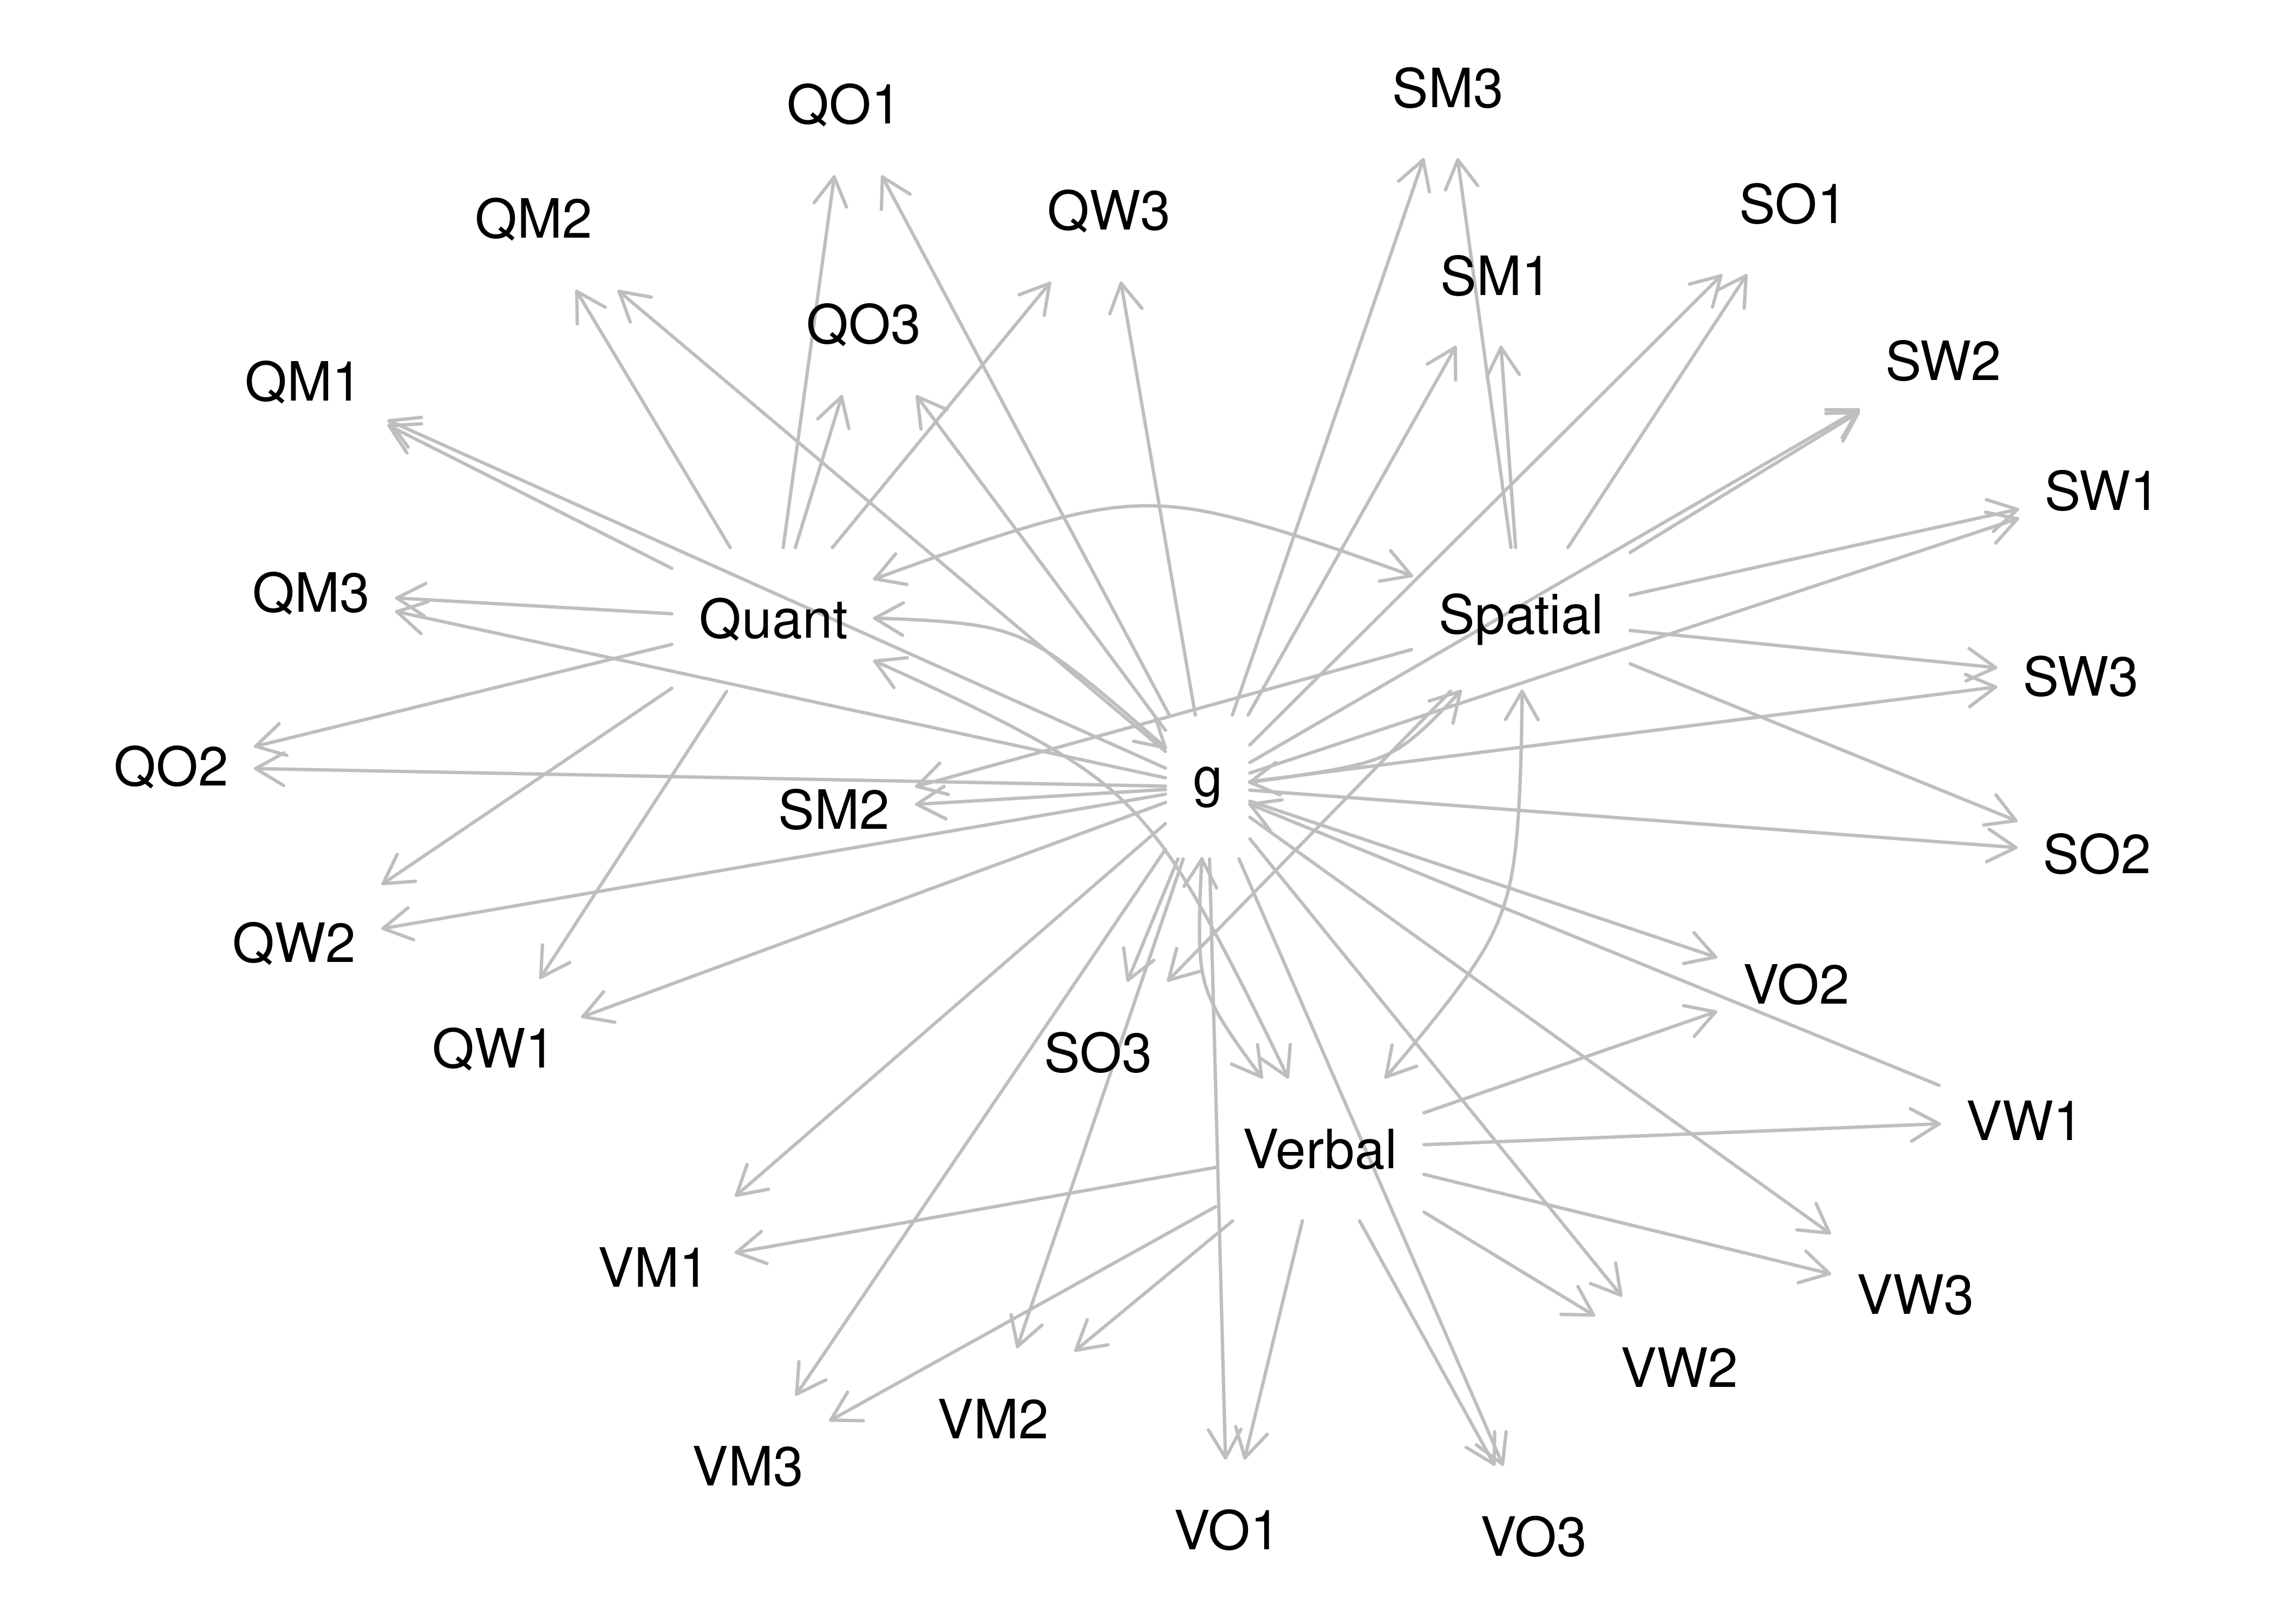 SM3
QO1
SO1
QW3
QM2
SM1
QO3
SW2
QM1
SW1
QM3
Spatial
Quant
SW3
QO2
g
SM2
SO2
QW2
VO2
QW1
SO3
VW1
Verbal
VM1
VW3
VW2
VM2
VM3
VO1
VO3